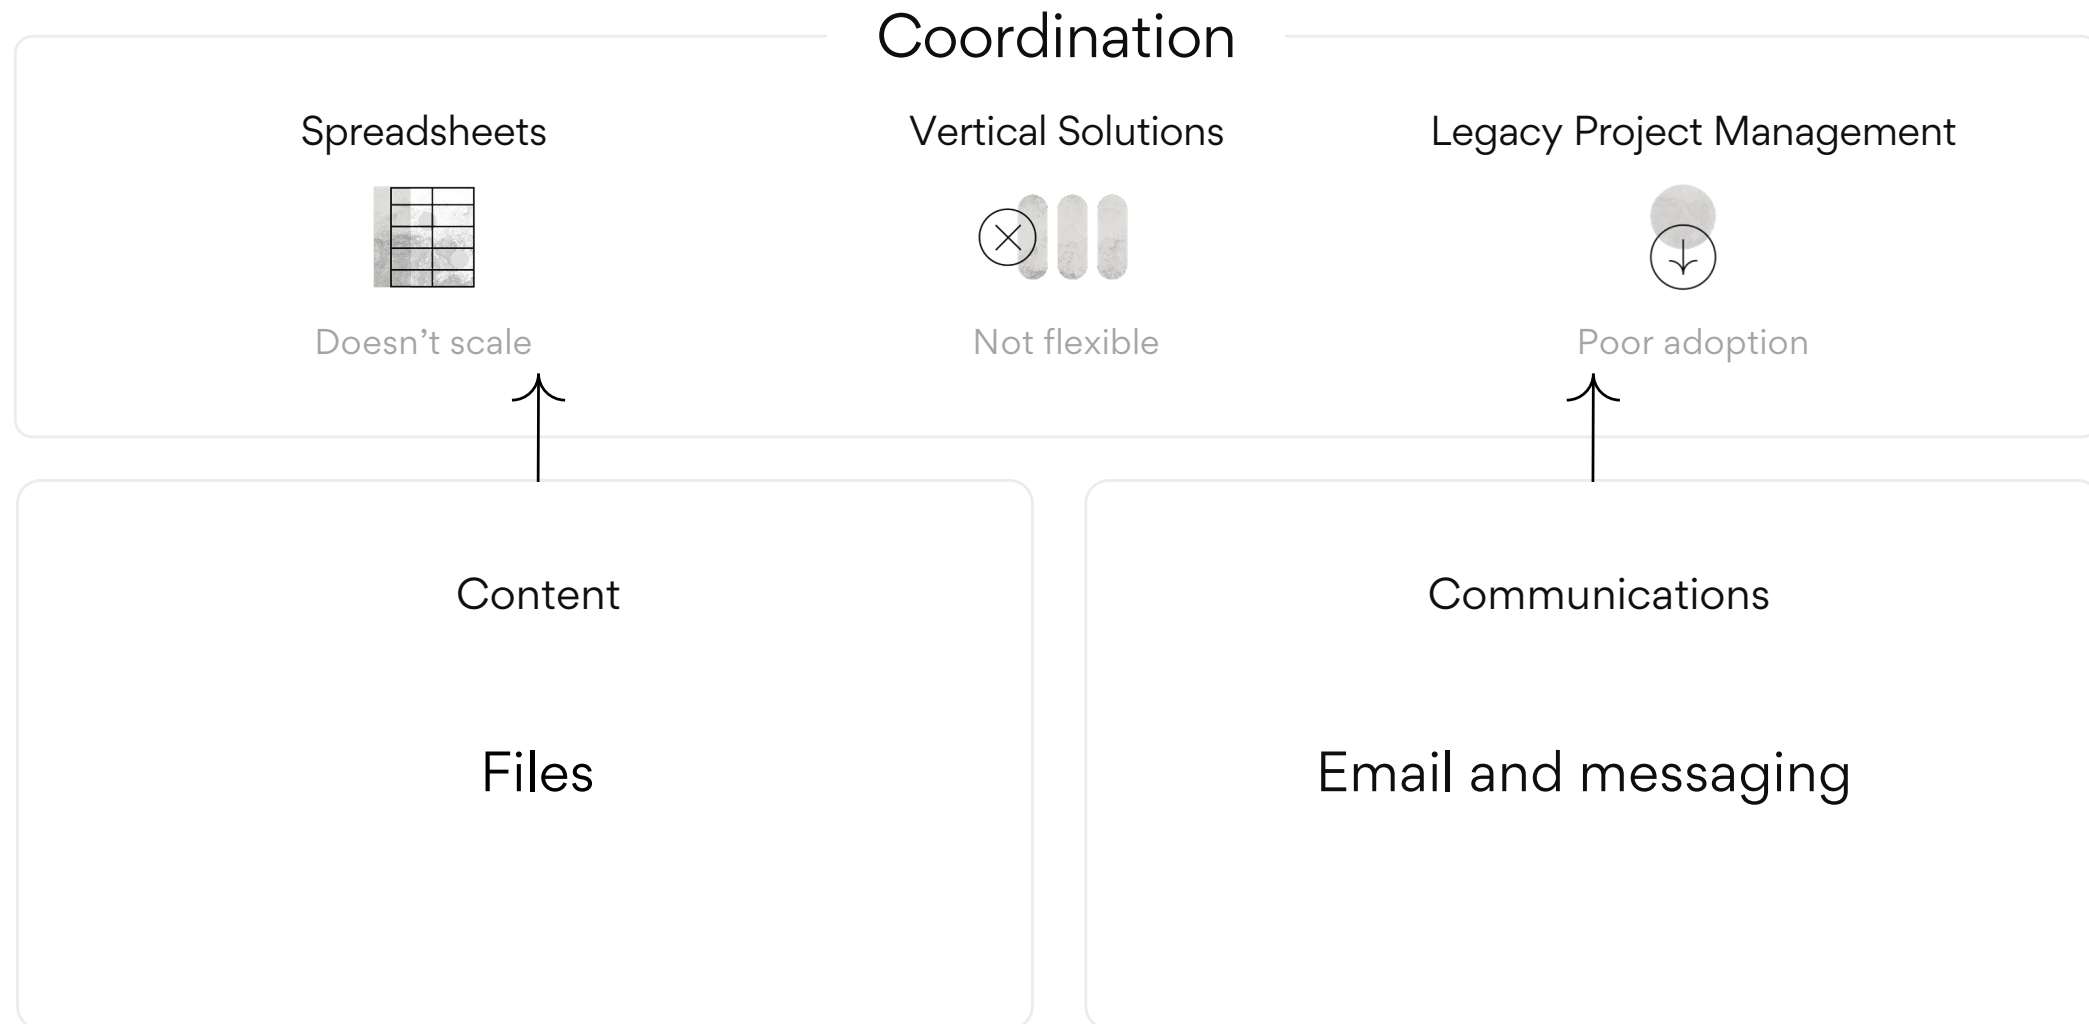 Coordination
Spreadsheets
Vertical Solutions
Legacy Project Management
Doesn’t scale
Not flexible
Poor adoption
Content
Communications
Files
Email and messaging